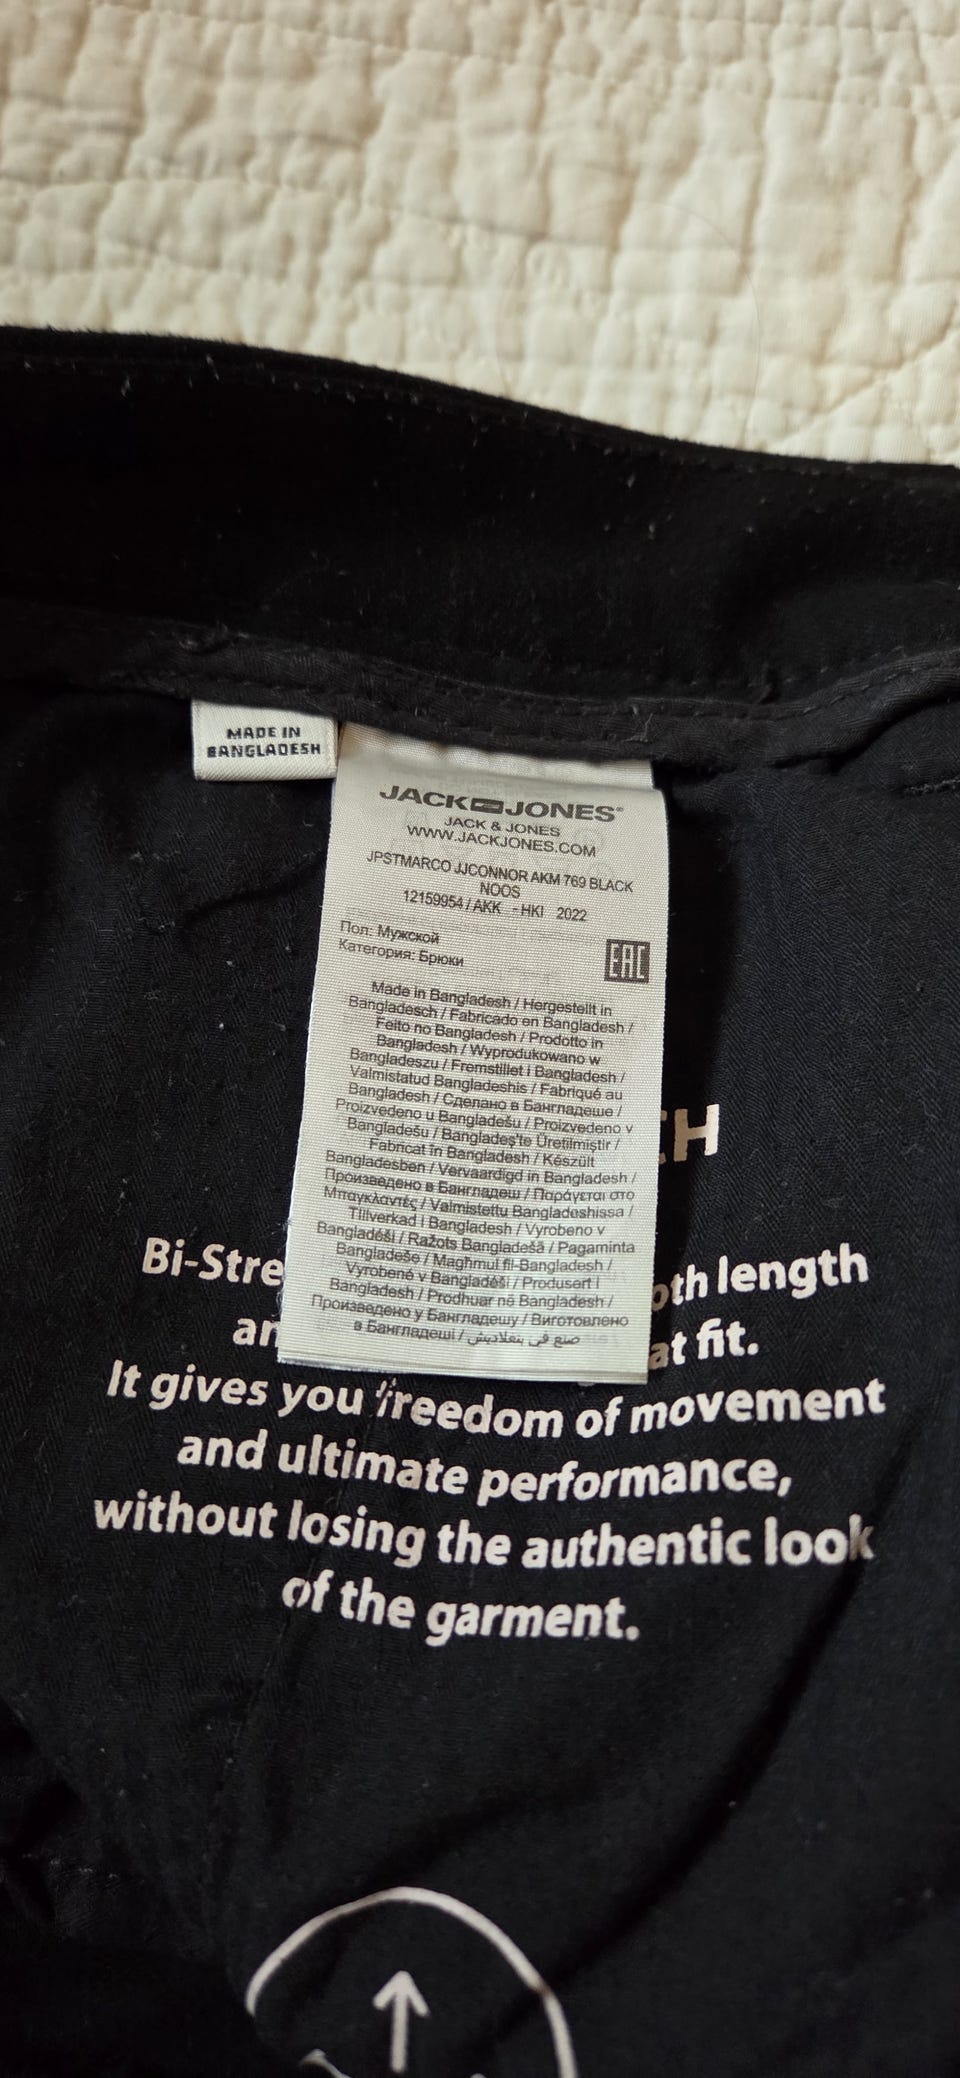 MADE IN
BANGLADESH
JACK JONES®
JACK & JONES
WWW.JACKJONES.COM
JPSTMARCO JJCONNOR AKM 769 BLACK
NOOS
12159954 / AKK - HKI 2022
Пол: Мужской
Категория: Брюки
EAC
Made in Bangladesh / Hergestellt in
Bangladesch / Fabricado en Bangladesh /
Feito no Bangladesh / Prodotto in
Bangladesh / Wyprodukowano w
Bangladeszu / Fremstillet i Bangladesh /
Valmistatud Bangladeshis / Fabriqué au
Bangladesh / Сделано в Бангладеше /
Proizvedeno u Bangladešu / Proizvedeno v
Bangladešu / Bangladeş'te Üretilmiştir /
Fabricat în Bangladesh / Készült
Bangladesben / Vervaardigd in Bangladesh /
Произведено в Бангладеш / Παράγεται στο
Μπαγκλαντές / Valmistettu Bangladeshissa /
Tillverkad i Bangladesh / Vyrobeno v
Bangladéši / Ražots Bangladešā / Pagaminta
Bangladeše / Magħmul fil-Bangladesh /
Vyrobené v Bangladéši / Produsert i
Bangladesh / Prodhuar në Bangladesh /
Произведено у Бангладешу / Виготовлено
в Бангладеші / صنع في بنغلاديش
CH
Bi-Stre oth length
an at fit.
It gives you freedom of movement
and ultimate performance,
without losing the authentic look
of the garment.